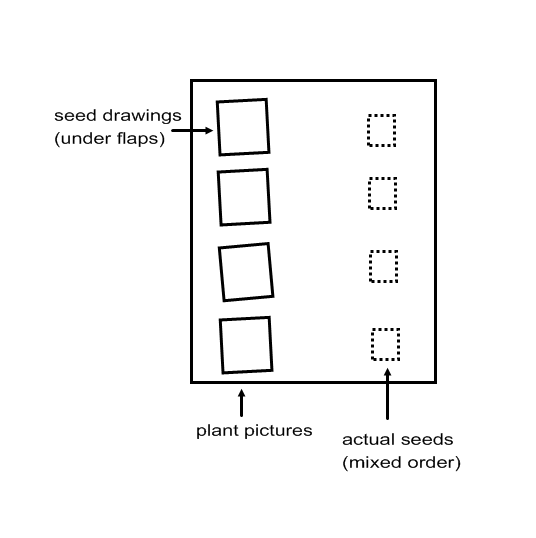 seed drawings
(under flaps)
plant pictures
actual seeds
(mixed order)